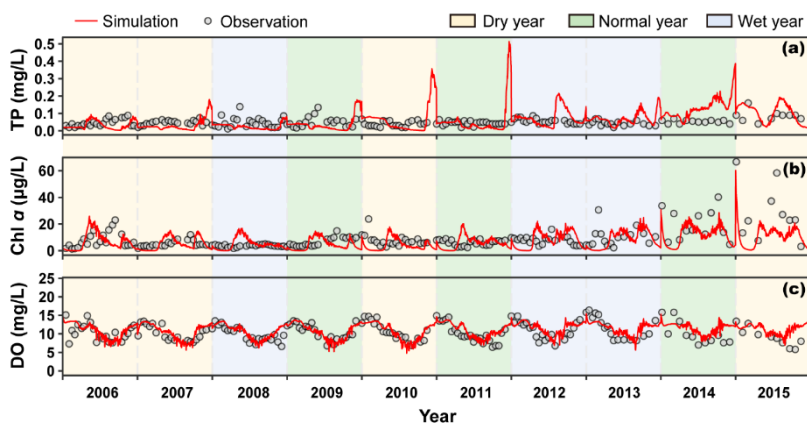 Simulation Observation Dry year Normal year Wet year
(a)
TP (mg/L)
0.5
0.4
0.3
0.2
0.1
0.0
(b)
Chl α (μg/L)
60
40
20
0
(c)
DO (mg/L)
25
20
15
10
5
0
2006 2007 2008 2009 2010 2011 2012 2013 2014 2015
Year